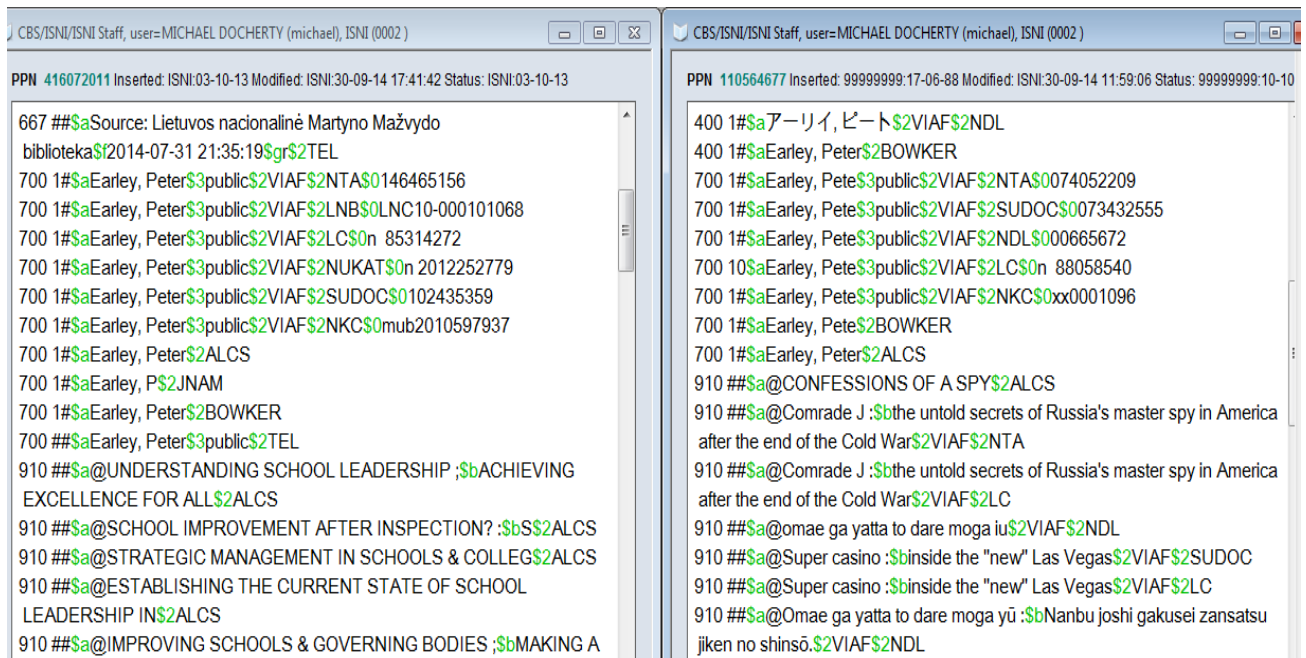 CBS/ISNI/ISNI Staff, user=MICHAEL DOCHERTY (michael), ISNI (0002 )
PPN 416072011 Inserted: ISNI:03-10-13 Modified: ISNI:30-09-14 17:41:42 Status: ISNI:03-10-13
667 ##$aSource: Lietuvos nacionalinė Martyno Mažvydo
biblioteka$f2014-07-31 21:35:19$gr$2TEL
700 1#$aEarley, Peter$3public$2VIAF$2NTA$0146465156
700 1#$aEarley, Peter$3public$2VIAF$2LNB$0LNC10-000101068
700 1#$aEarley, Peter$3public$2VIAF$2LC$0n  85314272
700 1#$aEarley, Peter$3public$2VIAF$2NUKAT$0n 2012252779
700 1#$aEarley, Peter$3public$2VIAF$2SUDOC$0102435359
700 1#$aEarley, Peter$3public$2VIAF$2NKC$0mub2010597937
700 1#$aEarley, Peter$2ALCS
700 1#$aEarley, P$2JNAM
700 1#$aEarley, Peter$2BOWKER
700 ##$aEarley, Peter$3public$2TEL
910 ##$a@UNDERSTANDING SCHOOL LEADERSHIP ;$bACHIEVING
EXCELLENCE FOR ALL$2ALCS
910 ##$a@SCHOOL IMPROVEMENT AFTER INSPECTION? :$bS$2ALCS
910 ##$a@STRATEGIC MANAGEMENT IN SCHOOLS & COLLEG$2ALCS
910 ##$a@ESTABLISHING THE CURRENT STATE OF SCHOOL
LEADERSHIP IN$2ALCS
910 ##$a@IMPROVING SCHOOLS & GOVERNING BODIES ;$bMAKING A
CBS/ISNI/ISNI Staff, user=MICHAEL DOCHERTY (michael), ISNI (0002 )
PPN 110564677 Inserted: 99999999:17-06-88 Modified: ISNI:30-09-14 11:59:06 Status: 99999999:10-10
400 1#$aアーリイ, ピート$2VIAF$2NDL
400 1#$aEarley, Peter$2BOWKER
700 1#$aEarley, Pete$3public$2VIAF$2NTA$0074052209
700 1#$aEarley, Pete$3public$2VIAF$2SUDOC$0073432555
700 1#$aEarley, Pete$3public$2VIAF$2NDL$000665672
700 10$aEarley, Pete$3public$2VIAF$2LC$0n  88058540
700 1#$aEarley, Pete$3public$2VIAF$2NKC$0xx0001096
700 1#$aEarley, Pete$2BOWKER
700 1#$aEarley, Peter$2ALCS
910 ##$a@CONFESSIONS OF A SPY$2ALCS
910 ##$a@Comrade J :$bthe untold secrets of Russia's master spy in America
after the end of the Cold War$2VIAF$2NTA
910 ##$a@Comrade J :$bthe untold secrets of Russia's master spy in America
after the end of the Cold War$2VIAF$2LC
910 ##$a@omae ga yatta to dare moga iu$2VIAF$2NDL
910 ##$a@Super casino :$binside the "new" Las Vegas$2VIAF$2SUDOC
910 ##$a@Super casino :$binside the "new" Las Vegas$2VIAF$2LC
910 ##$a@Omae ga yatta to dare moga yū :$bNanbu joshi gakusei zansatsu
jiken no shinsō.$2VIAF$2NDL